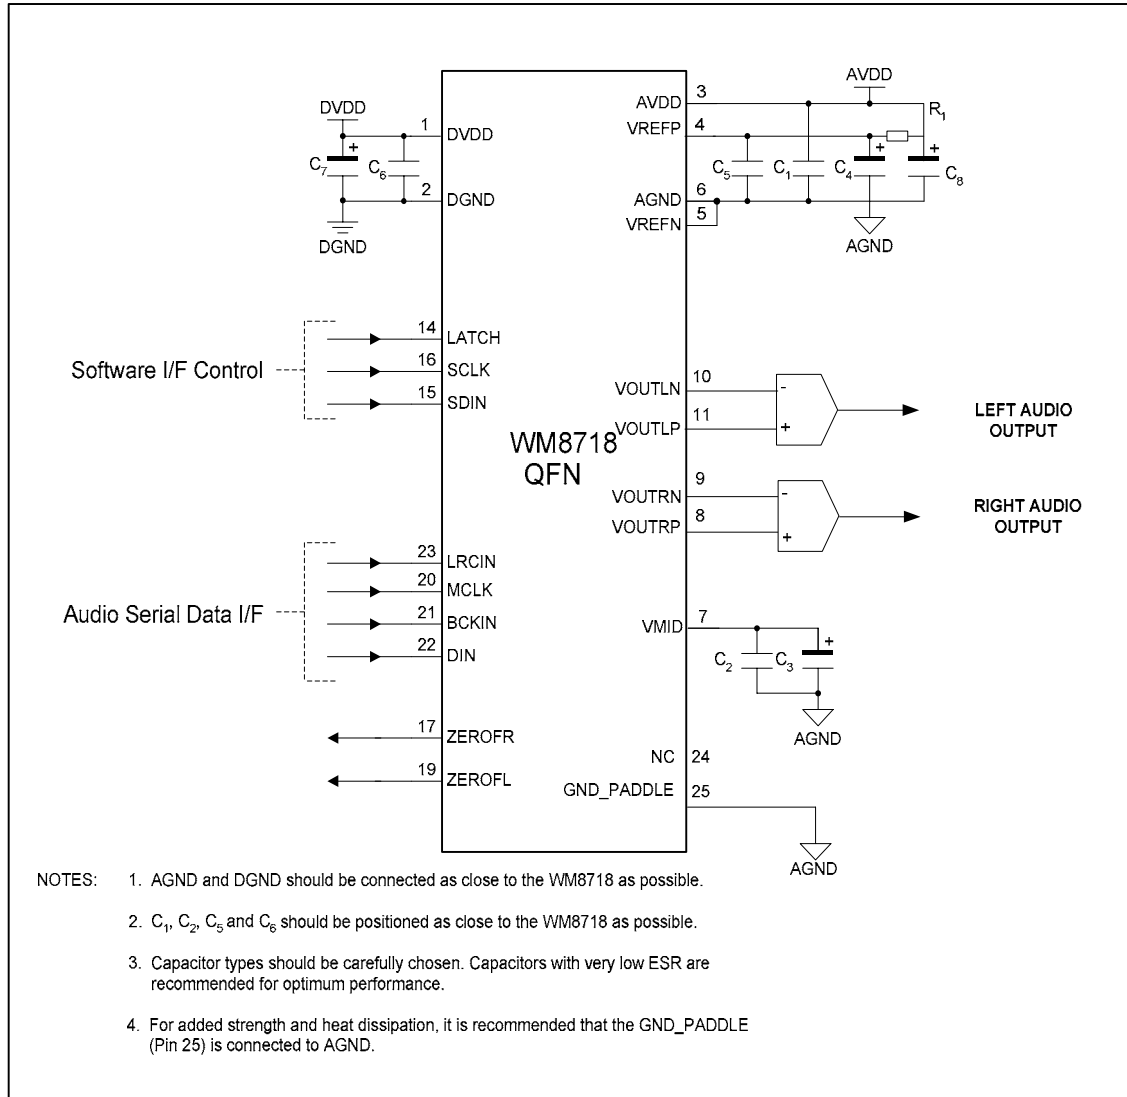 DVDD
1 DVDD
C7 +
C6
2 DGND
DGND
AVDD
AVDD 3
R1
VREFP 4
C5
C1
C4 +
+ C8
AGND 6
VREFN 5
AGND
Software I/F Control
14 LATCH
16 SCLK
15 SDIN
WM8718
QFN
VOUTLN 10
-
VOUTLP 11
+
LEFT AUDIO
OUTPUT
VOUTRN 9
-
VOUTRP 8
+
RIGHT AUDIO
OUTPUT
Audio Serial Data I/F
23 LRCIN
20 MCLK
21 BCKIN
22 DIN
VMID 7
C2
C3 +
AGND
17 ZEROFR
19 ZEROFL
NC 24
GND_PADDLE 25
AGND
NOTES: 1. AGND and DGND should be connected as close to the WM8718 as possible.
2. C1, C2, C5 and C6 should be positioned as close to the WM8718 as possible.
3. Capacitor types should be carefully chosen. Capacitors with very low ESR are
recommended for optimum performance.
4. For added strength and heat dissipation, it is recommended that the GND_PADDLE
(Pin 25) is connected to AGND.